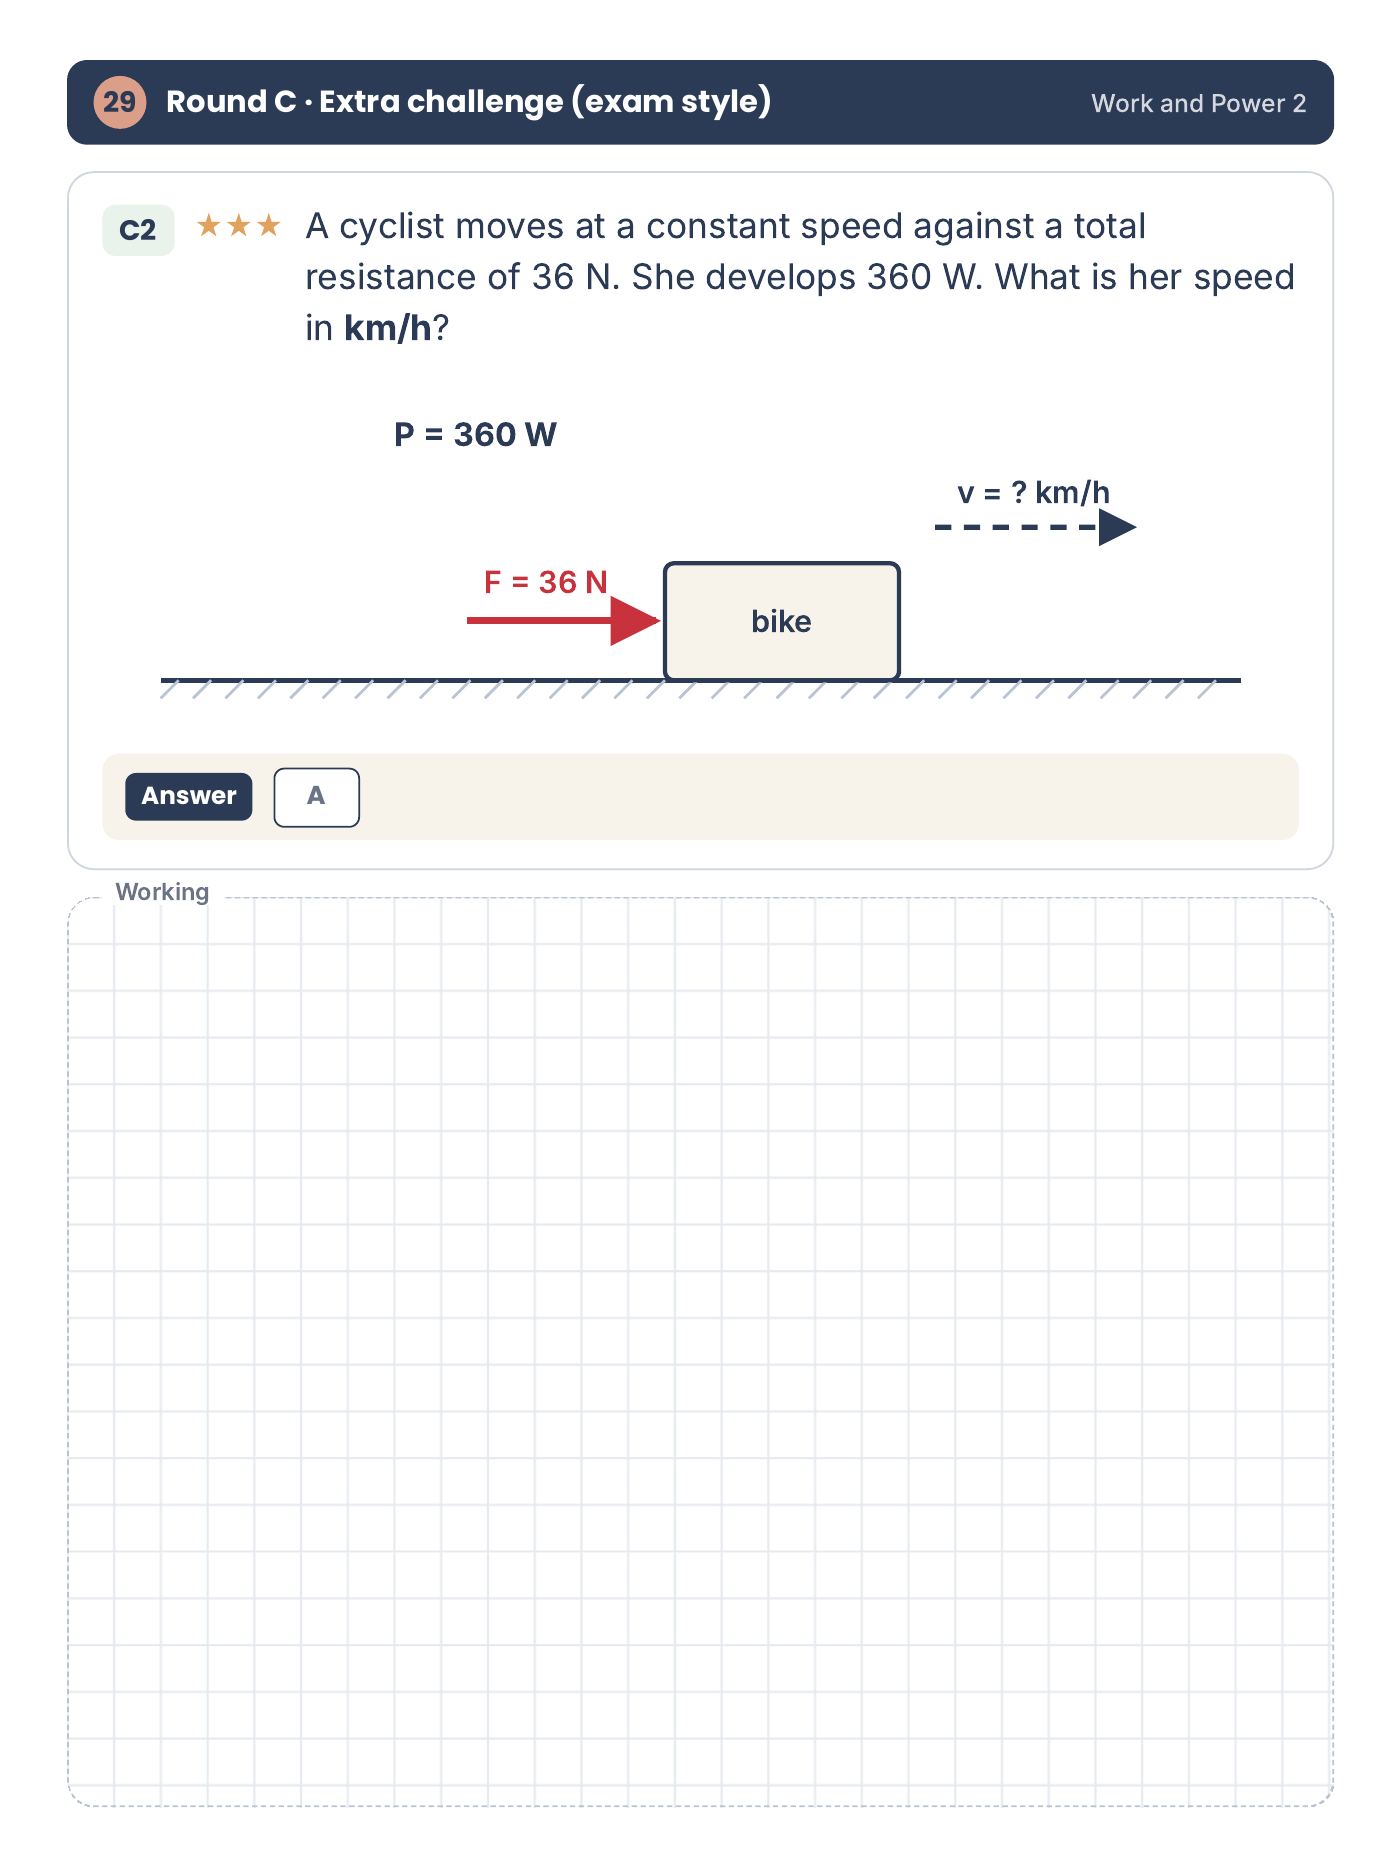 29 Round C · Extra challenge (exam style) Work and Power 2
C2 ★★★ A cyclist moves at a constant speed against a total
resistance of 36 N. She develops 360 W. What is her speed
in km/h?
P = 360 W
v = ? km/h
F = 36 N
bike
Answer A
Working